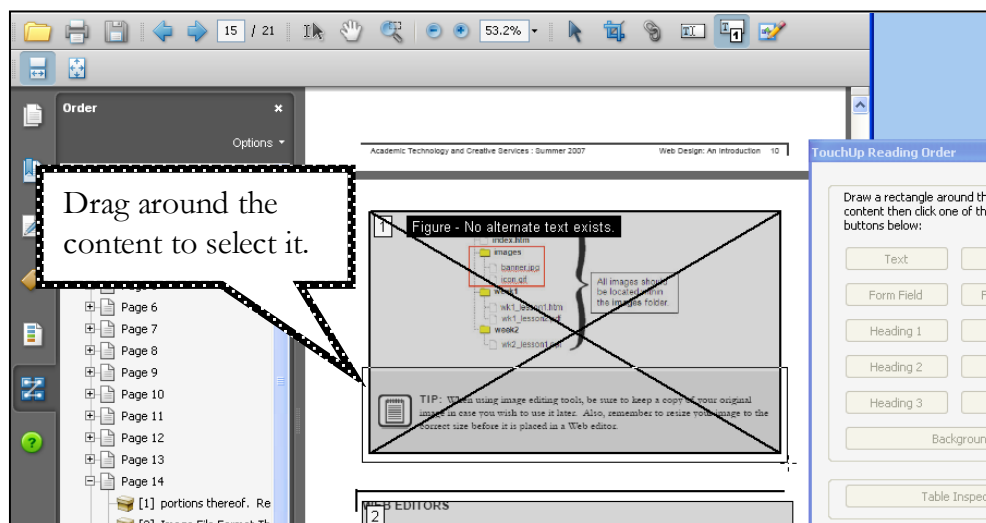 15 / 21
53.2%
Order
×
Options
Drag around the
content to select it.
Page 6
Page 7
Page 8
Page 9
Page 10
Page 11
Page 12
Page 13
Page 14
[1] portions thereof. Re
Academic Technology and Creative Services : Summer 2007 Web Design: An Introduction 10
1 Figure - No alternate text exists.
index.htm
images
banner.jpg
icon.gif
week1
wk1_lesson1.htm
week2
All images should
be located within
the images folder.
TIP: When using image editing tools, be sure to keep a copy of your original
image in case you wish to use it later. Also, remember to resize your image to the
correct size before it is placed in a Web editor.
WEB EDITORS
2
TouchUp Reading Order
Draw a rectangle around th
content then click one of th
buttons below:
Text
Form Field
F
Heading 1
Heading 2
Heading 3
Backgroun
Table Inspec